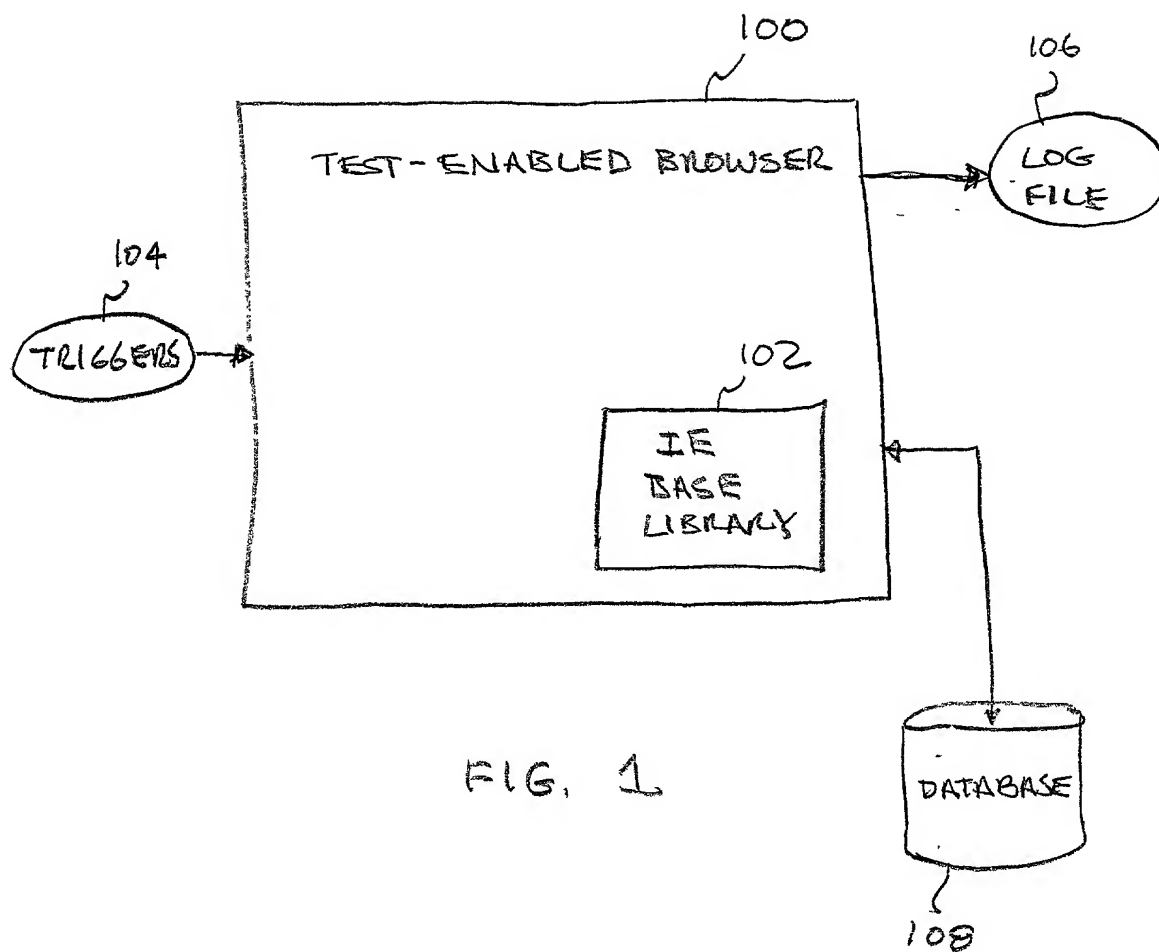 100
106
TEST-ENABLED BROWSER
LOG
FILE
104
TRIGGERS
102
IE
BASE
LIBRARY
FIG. 1
DATABASE
108